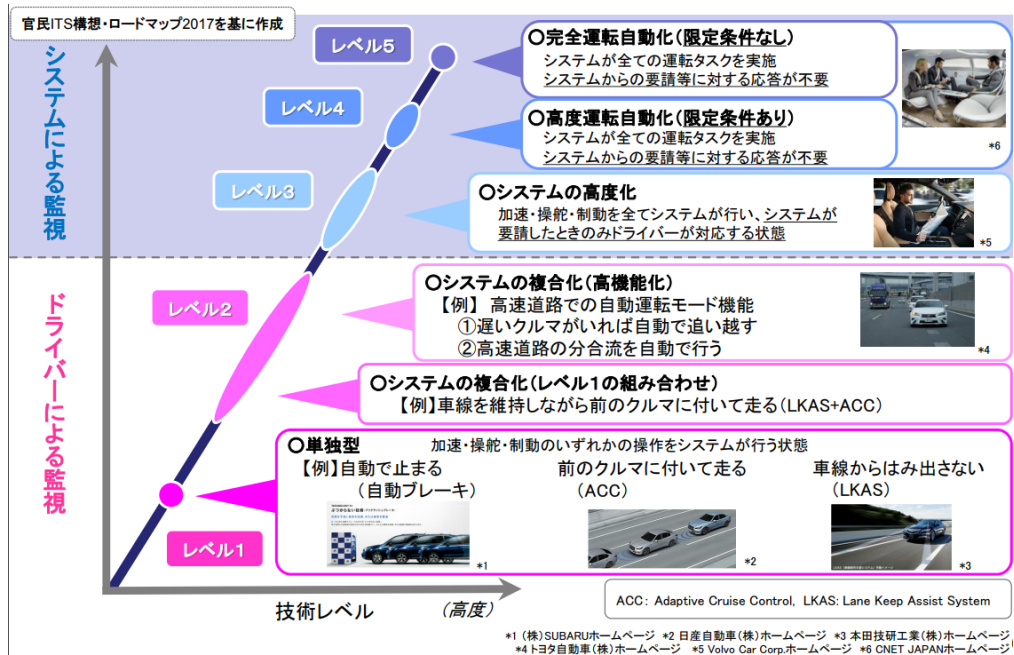 官民ITS構想・ロードマップ2017を基に作成
システムによる監視
ドライバーによる監視
レベル5
〇完全運転自動化(限定条件なし)
システムが全ての運転タスクを実施
システムからの要請等に対する応答が不要
レベル4
〇高度運転自動化(限定条件あり)
システムが全ての運転タスクを実施
システムからの要請等に対する応答が不要
*6
レベル3
〇システムの高度化
加速・操舵・制動を全てシステムが行い、システムが
要請したときのみドライバーが対応する状態
*5
レベル2
〇システムの複合化(高機能化)
【例】 高速道路での自動運転モード機能
①遅いクルマがいれば自動で追い越す
②高速道路の分合流を自動で行う
*4
〇システムの複合化(レベル1の組み合わせ)
【例】車線を維持しながら前のクルマに付いて走る(LKAS+ACC)
レベル1
〇単独型 加速・操舵・制動のいずれかの操作をシステムが行う状態
【例】自動で止まる
(自動ブレーキ)
*1
前のクルマに付いて走る
(ACC)
*2
車線からはみ出さない
(LKAS)
*3
技術レベル (高度)
ACC: Adaptive Cruise Control, LKAS: Lane Keep Assist System
*1 (株)SUBARUホームページ *2 日産自動車(株)ホームページ *3 本田技研工業(株)ホームページ
*4 トヨタ自動車(株)ホームページ *5 Volvo Car Corp.ホームページ *6 CNET JAPANホームページ